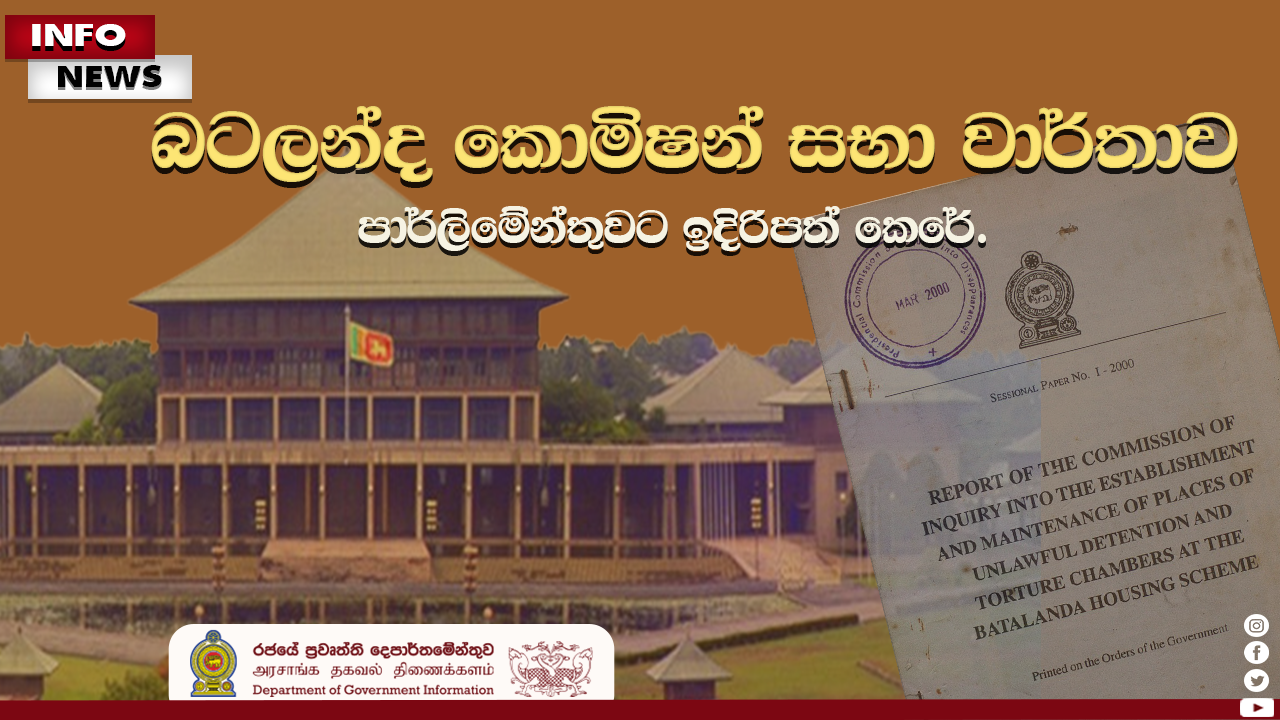 INFO
NEWS
බටලන්ද කොමිෂන් සභා වාර්තාව
පාර්ලිමේන්තුවට ඉදිරිපත් කෙරේ.
MAR 2000
SESSIONAL PAPER No. I - 2000
REPORT OF THE COMMISSION OF
INQUIRY INTO THE ESTABLISHMENT
AND MAINTENANCE OF PLACES OF
UNLAWFUL DETENTION AND
TORTURE CHAMBERS AT THE
BATALANDA HOUSING SCHEME
Printed on the Orders of the Government
රජයේ ප්‍රවෘත්ති දෙපාර්තමේන්තුව
அரசாங்க தகவல் திணைக்களம்
Department of Government Information